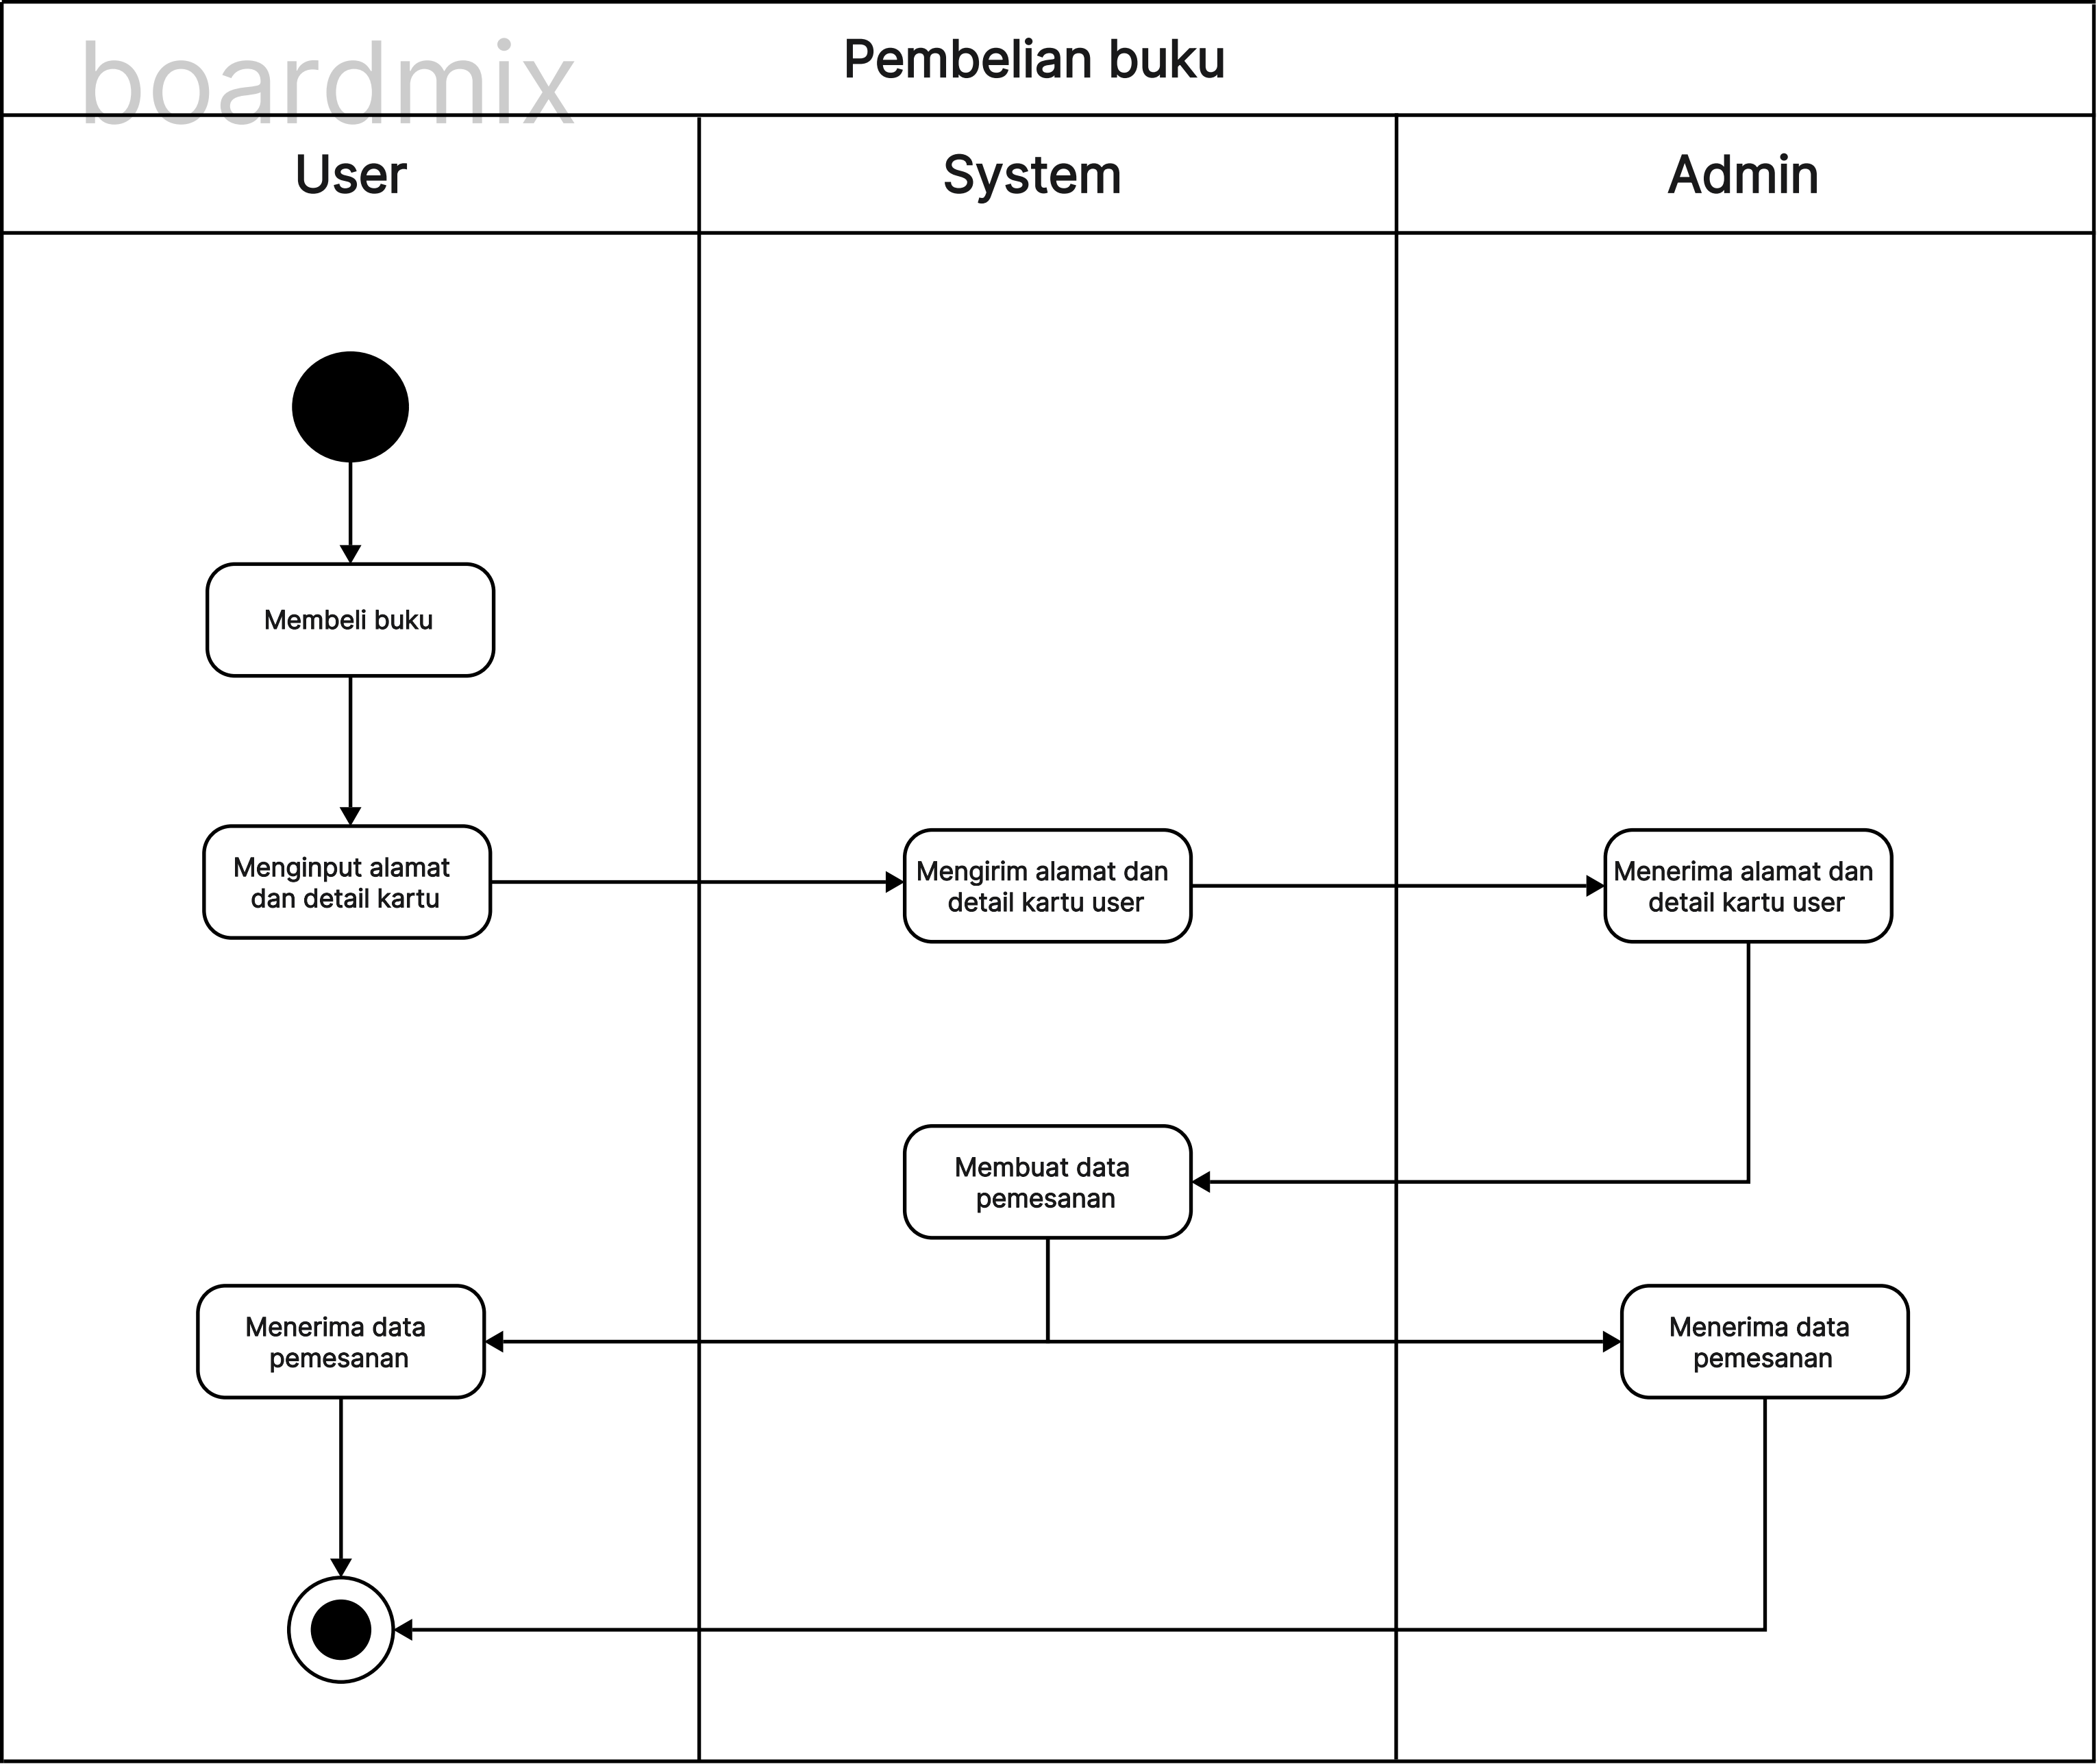 boardmix
Pembelian buku
User
System
Admin
Membeli buku
Menginput alamat
dan detail kartu
Mengirim alamat dan
detail kartu user
Menerima alamat dan
detail kartu user
Membuat data
pemesanan
Menerima data
pemesanan
Menerima data
pemesanan